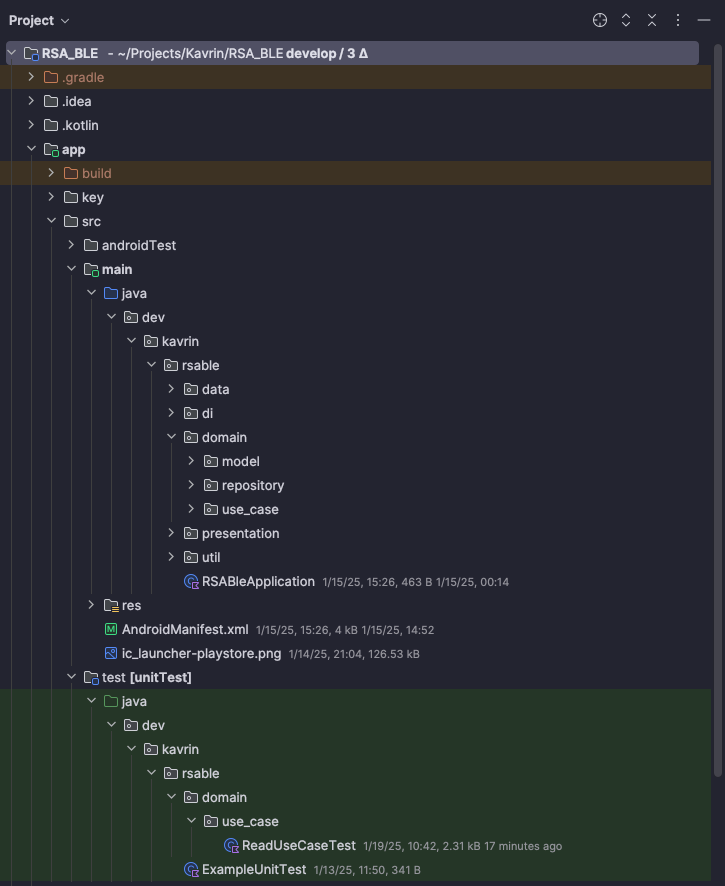 Project
RSA_BLE - ~/Projects/Kavrin/RSA_BLE develop / 3 Δ
.gradle
.idea
.kotlin
app
build
key
src
androidTest
main
java
dev
kavrin
rsable
data
di
domain
model
repository
use_case
presentation
util
RSABleApplication 1/15/25, 15:26, 463 B 1/15/25, 00:14
res
AndroidManifest.xml 1/15/25, 15:26, 4 kB 1/15/25, 14:52
ic_launcher-playstore.png 1/14/25, 21:04, 126.53 kB
test [unitTest]
java
dev
kavrin
rsable
domain
use_case
ReadUseCaseTest 1/19/25, 10:42, 2.31 kB 17 minutes ago
ExampleUnitTest 1/13/25, 11:50, 341 B